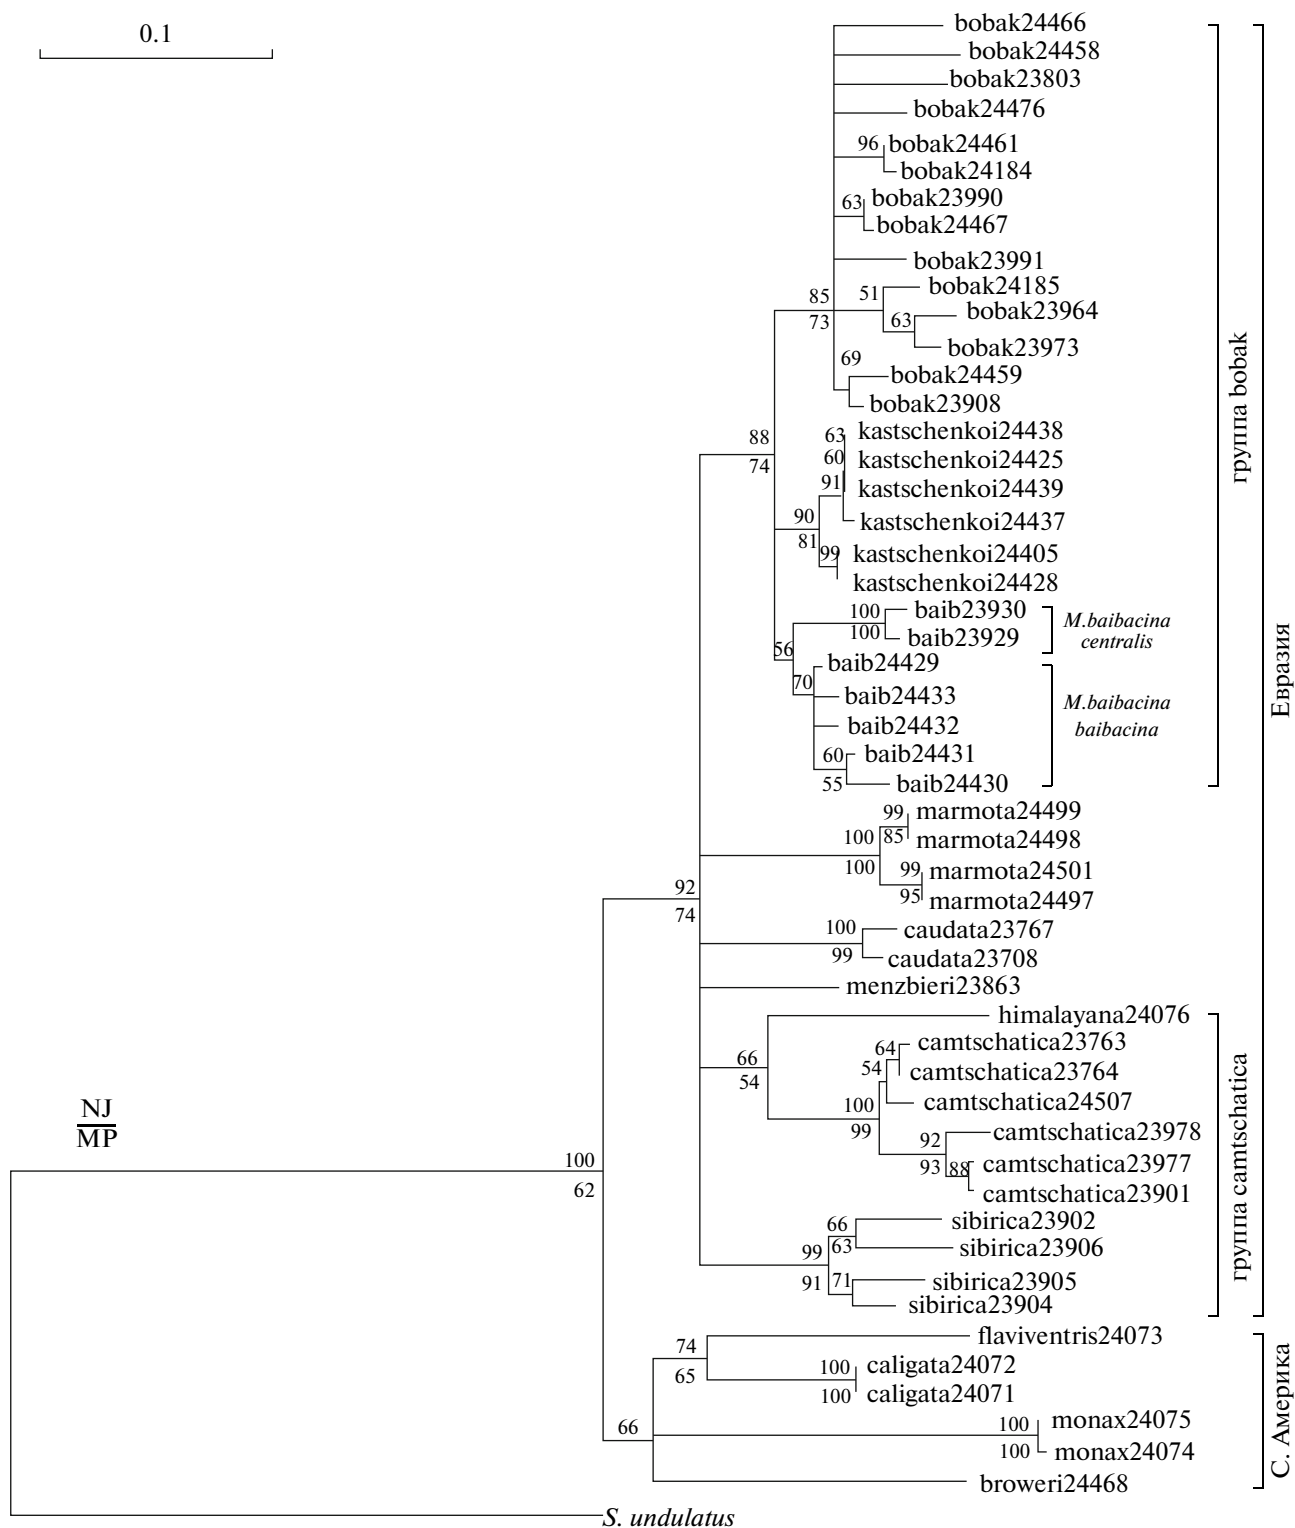 0.1
bobak24466
bobak24458
bobak23803
bobak24476
96
bobak24461
bobak24184
63
bobak23990
bobak24467
bobak23991
85
73
51
bobak24185
63
bobak23964
bobak23973
69
bobak24459
bobak23908
88
74
63
kastschenkoi24438
60
kastschenkoi24425
91
kastschenkoi24439
kastschenkoi24437
90
81
99
kastschenkoi24405
kastschenkoi24428
100
100
baib23930
baib23929
M.baibacina
centralis
56
70
baib24429
baib24433
baib24432
60
55
baib24431
baib24430
M.baibacina
baibacina
группа bobak
99
85
marmota24499
marmota24498
100
100
99
95
marmota24501
marmota24497
92
74
100
99
caudata23767
caudata23708
menzbieri23863
66
54
himalayana24076
64
camtschatica23763
54
camtschatica23764
camtschatica24507
100
99
92
93
camtschatica23978
88
camtschatica23977
camtschatica23901
66
63
sibirica23902
sibirica23906
99
91
71
sibirica23905
sibirica23904
группа camtschatica
Евразия
NJ
MP
100
62
74
65
flaviventris24073
100
100
caligata24072
caligata24071
66
100
100
monax24075
monax24074
broweri24468
С. Америка
S. undulatus